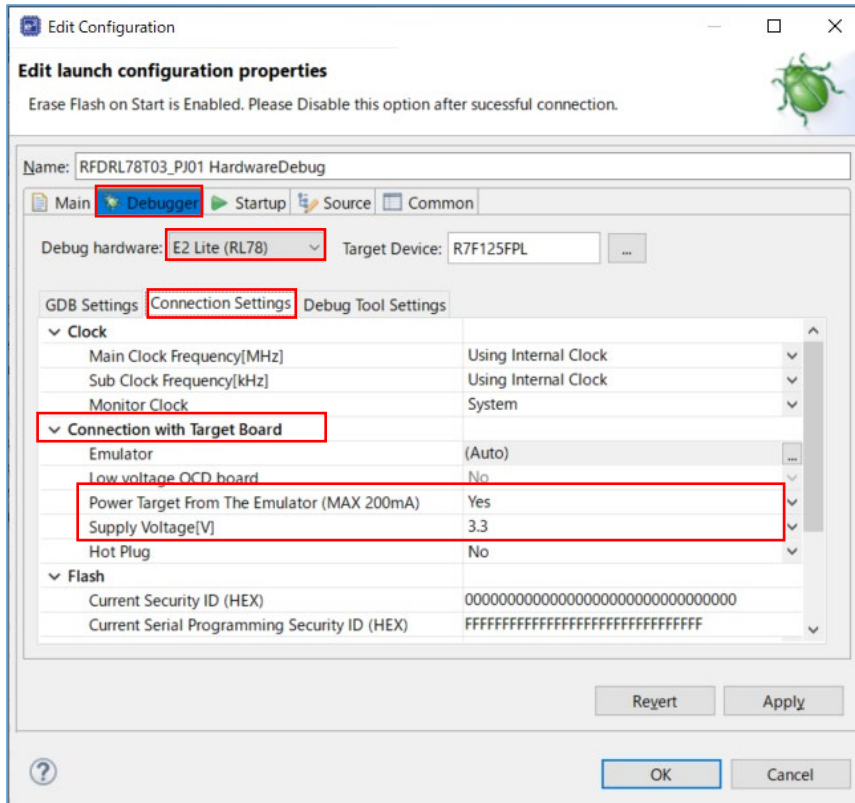 Edit Configuration
Edit launch configuration properties
Erase Flash on Start is Enabled. Please Disable this option after sucessful connection.
Name: RFDRL78T03_PJ01 HardwareDebug
Main Debugger Startup Source Common
Debug hardware: E2 Lite (RL78) Target Device: R7F125FPL ...
GDB Settings Connection Settings Debug Tool Settings
Clock
Main Clock Frequency[MHz] Using Internal Clock
Sub Clock Frequency[kHz] Using Internal Clock
Monitor Clock System
Connection with Target Board
Emulator (Auto) ...
Low voltage OCD board No
Power Target From The Emulator (MAX 200mA) Yes
Supply Voltage[V] 3.3
Hot Plug No
Flash
Current Security ID (HEX) 00000000000000000000000000000000
Current Serial Programming Security ID (HEX) FFFFFFFFFFFFFFFFFFFFFFFFFFFFFFFF
Revert Apply
? OK Cancel